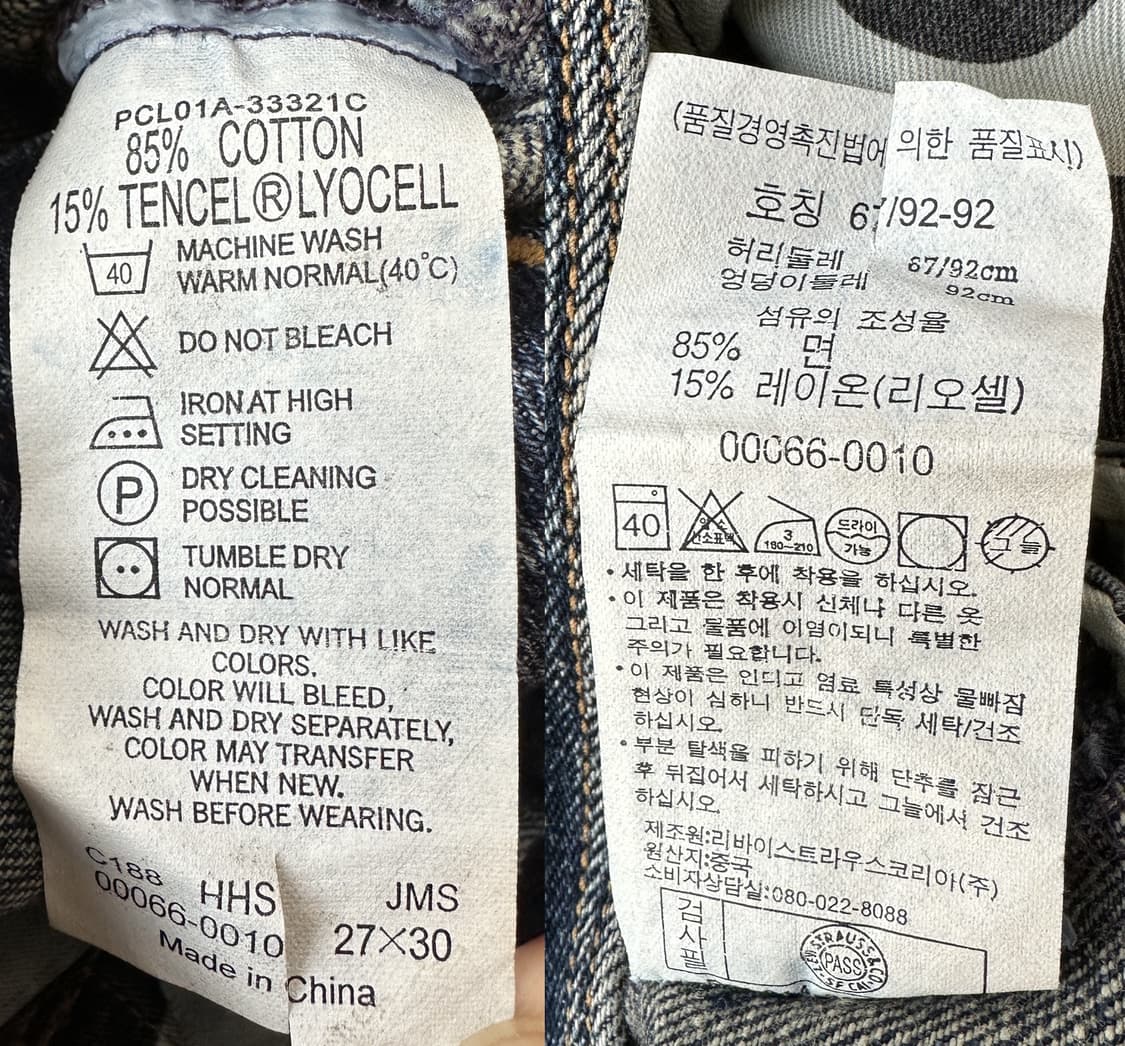 PCL01A-33321C
85% COTTON
15% TENCEL®LYOCELL
40
MACHINE WASH
WARM NORMAL(40°C)
DO NOT BLEACH
IRON AT HIGH
SETTING
P
DRY CLEANING
POSSIBLE
TUMBLE DRY
NORMAL
WASH AND DRY WITH LIKE
COLORS.
COLOR WILL BLEED,
WASH AND DRY SEPARATELY,
COLOR MAY TRANSFER
WHEN NEW.
WASH BEFORE WEARING.
C188
HHS JMS
00066-0010 27×30
Made in China
(품질경영촉진법에 의한 품질표시)
호칭 67/92-92
허리둘레 67/92cm
엉덩이둘레 92cm
섬유의 조성율
85% 면
15% 레이온(리오셀)
00066-0010
40
3
180~210
드라이
가능
그늘
• 세탁을 한 후에 착용을 하십시오.
• 이 제품은 착용시 신체나 다른 옷
그리고 물품에 이염이되니 특별한
주의가 필요합니다.
• 이 제품은 인디고 염료 특성상 물빠짐
현상이 심하니 반드시 단독 세탁/건조
하십시오.
• 부분 탈색을 피하기 위해 단추를 잠근
후 뒤집어서 세탁하시고 그늘에서 건조
하십시오.
제조원:리바이스트라우스코리아(주)
원산지:중국
소비자상담실:080-022-8088
검사필
LEVI STRAUSS & CO
PASS
S.F. CAL